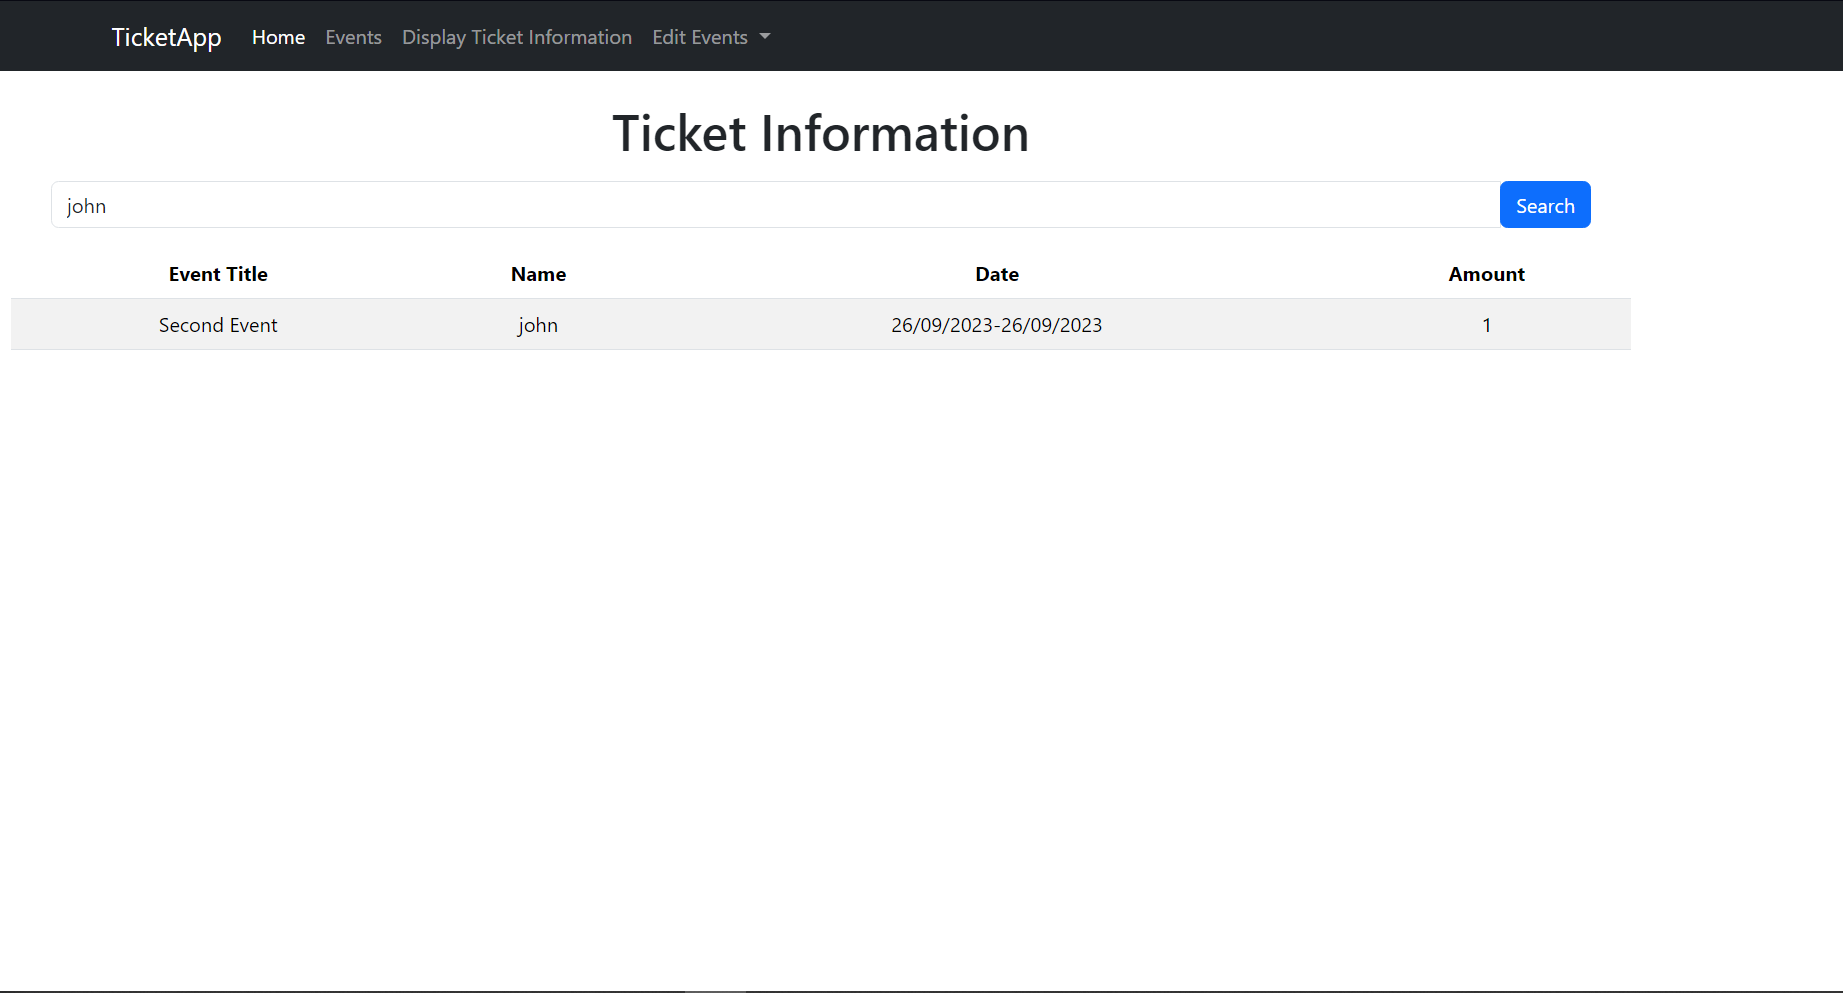 TicketApp Home Events Display Ticket Information Edit Events
Ticket Information
john Search
Event Title Name Date Amount
Second Event john 26/09/2023-26/09/2023 1